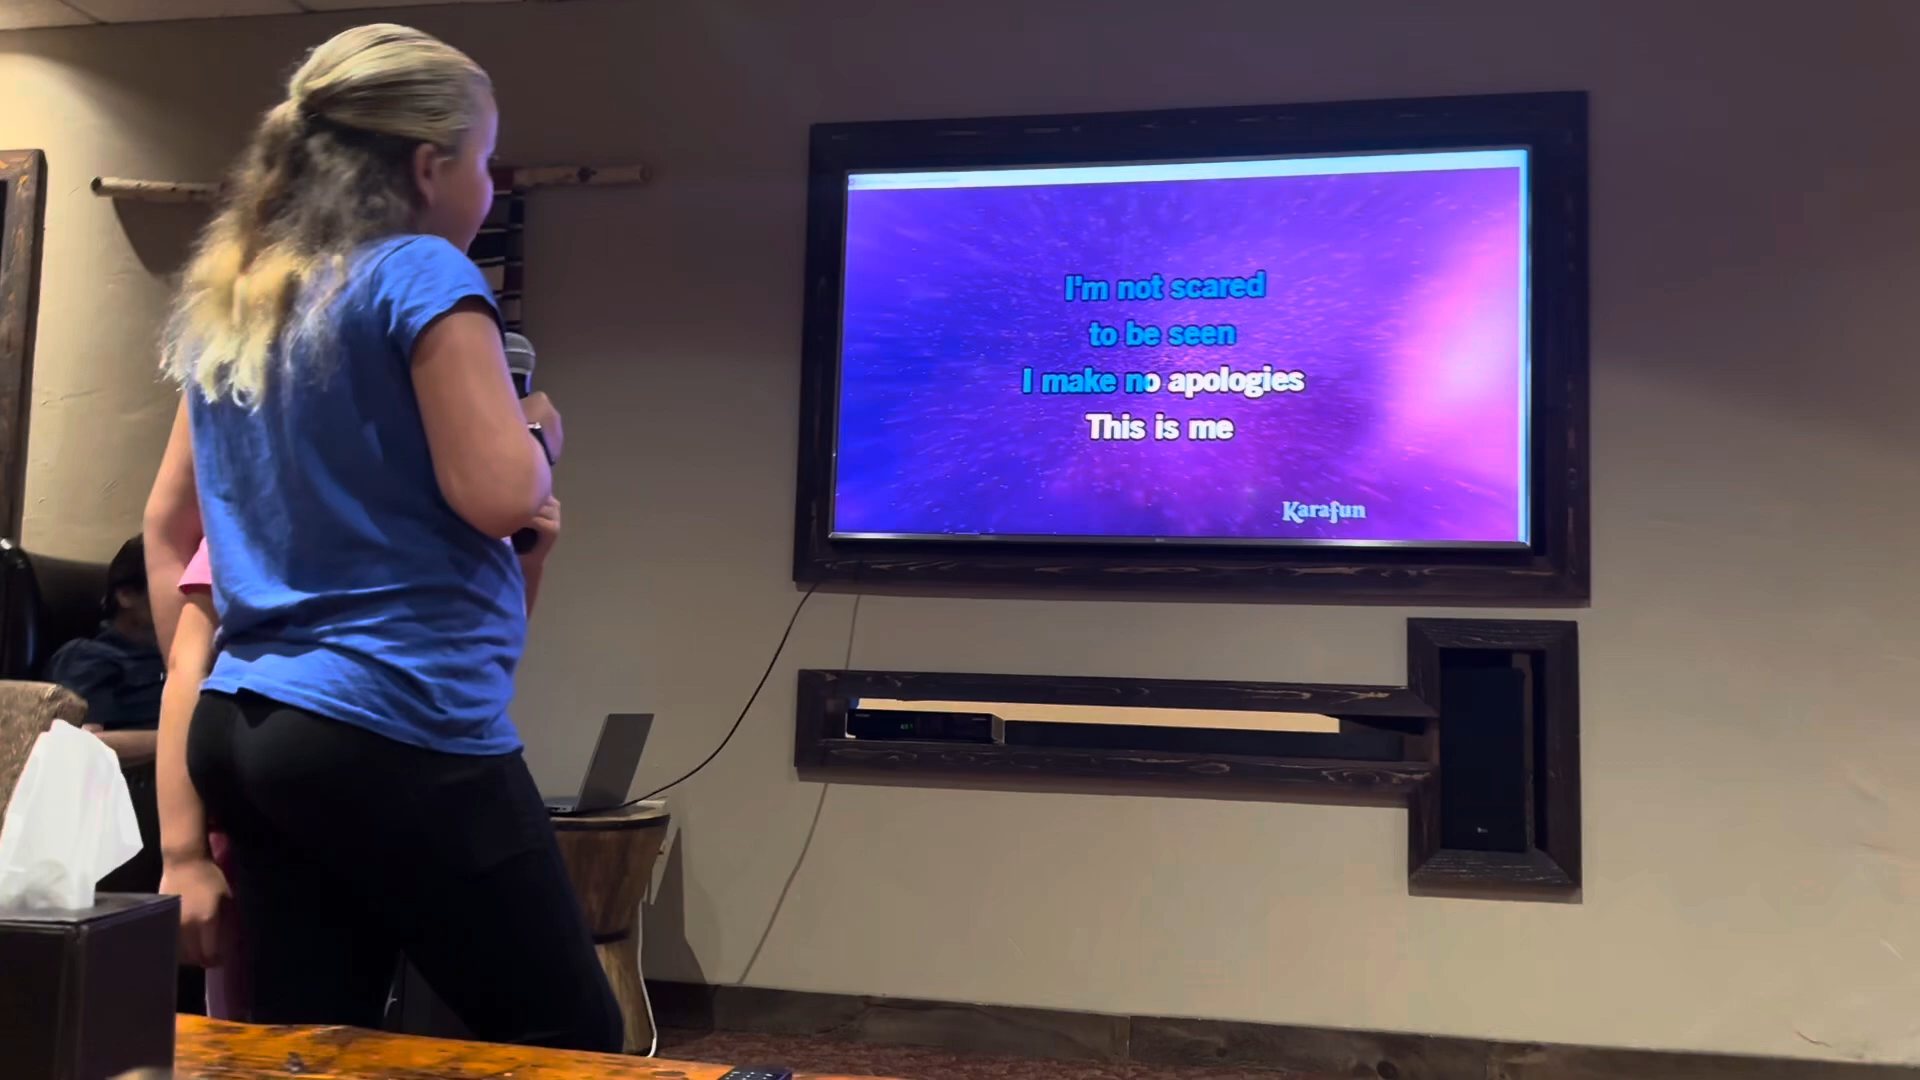 I'm not scared
to be seen
I make no apologies
This is me
Karafun